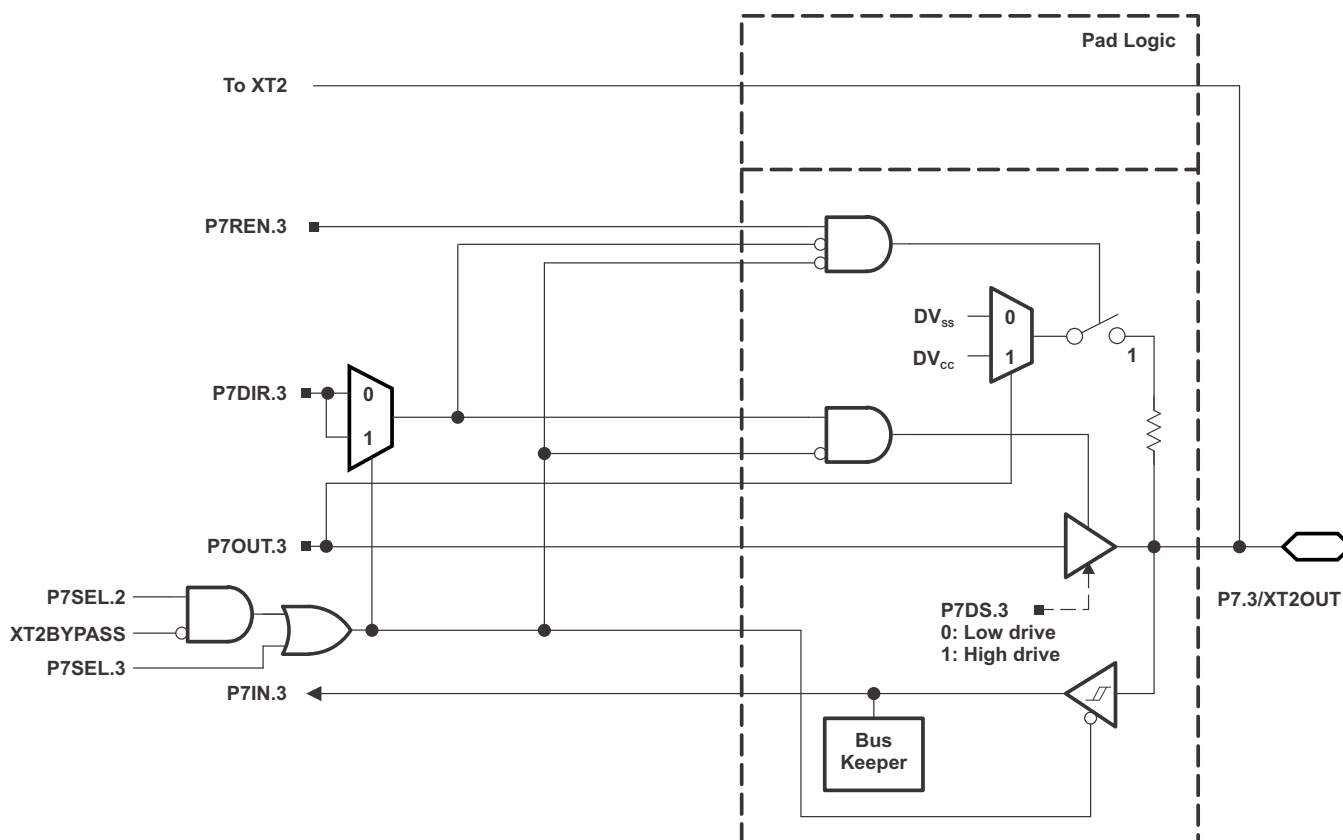 Pad Logic
To XT2
P7REN.3
DVSS
0
DVCC
1
1
P7DIR.3
0
1
P7OUT.3
P7SEL.2
XT2BYPASS
P7SEL.3
P7DS.3
0: Low drive
1: High drive
P7.3/XT2OUT
P7IN.3
Bus
Keeper